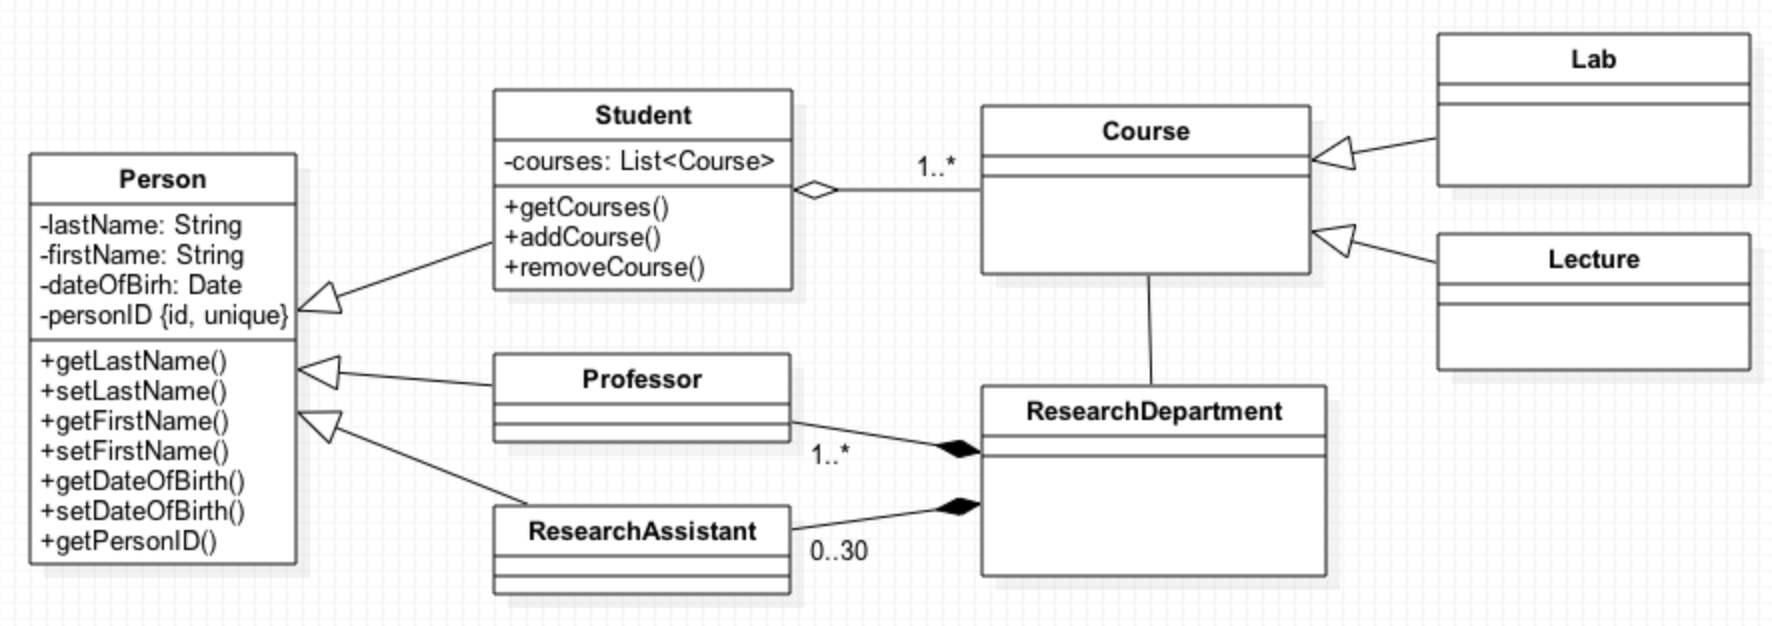 Person
-lastName: String
-firstName: String
-dateOfBirh: Date
-personID {id, unique}
+getLastName()
+setLastName()
+getFirstName()
+setFirstName()
+getDateOfBirth()
+setDateOfBirth()
+getPersonID()
Student
-courses: List<Course>
+getCourses()
+addCourse()
+removeCourse()
Professor
1..*
ResearchAssistant
0..30
1..*
Course
ResearchDepartment
Lab
Lecture